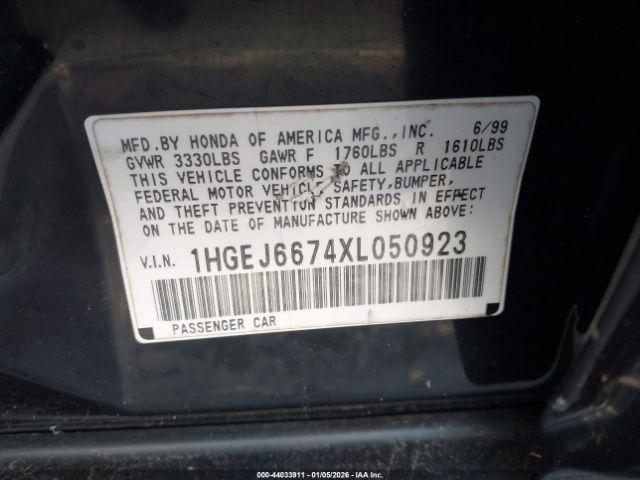 MFD.BY HONDA OF AMERICA MFG.,INC. 6/99
GVWR 3330LBS GAWR F 1760LBS R 1610LBS
THIS VEHICLE CONFORMS TO ALL APPLICABLE
FEDERAL MOTOR VEHICLE SAFETY,BUMPER,
AND THEFT PREVENTION STANDARDS IN EFFECT
ON THE DATE OF MANUFACTURE SHOWN ABOVE:
V.I.N. 1HGEJ6674XL050923
PASSENGER CAR
000-44033911 - 01/05/2026 - IAA Inc.